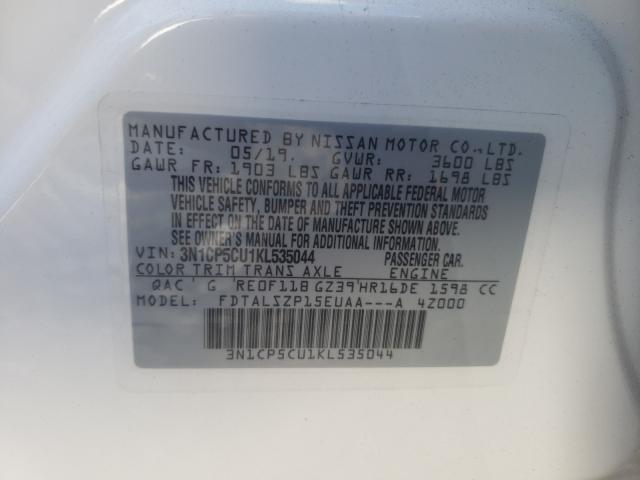 MANUFACTURED BY NISSAN MOTOR CO.,LTD.
DATE: 05/19. GVWR: 3600 LBS
GAWR FR: 1903 LBS GAWR RR: 1698 LBS
THIS VEHICLE CONFORMS TO ALL APPLICABLE FEDERAL MOTOR
VEHICLE SAFETY, BUMPER AND THEFT PREVENTION STANDARDS
IN EFFECT ON THE DATE OF MANUFACTURE SHOWN ABOVE.
SEE OWNER'S MANUAL FOR ADDITIONAL INFORMATION.
VIN: 3N1CP5CU1KL535044 PASSENGER CAR.
COLOR TRIM TRANS AXLE ENGINE
QAC G RE0F11B GZ39 HR16DE 1598 CC
MODEL: FDTALSZP15EUAA---A 42000
3N1CP5CU1KL535044